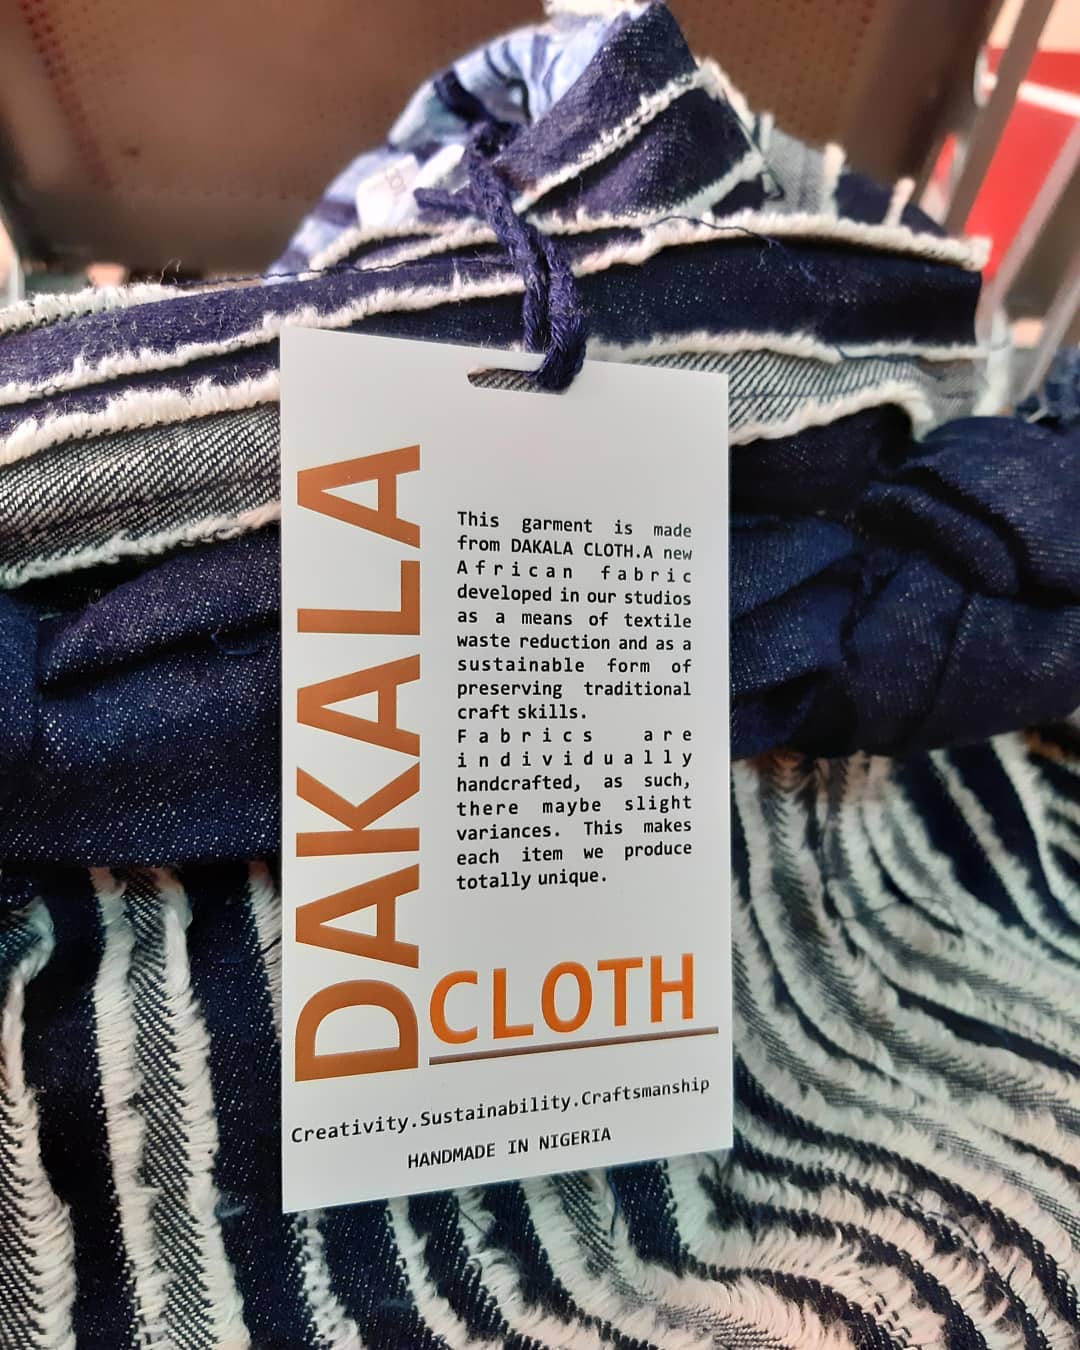 DAKALA
This garment is made
from DAKALA CLOTH.A new
African fabric
developed in our studios
as a means of textile
waste reduction and as a
sustainable form of
preserving traditional
craft skills.
Fabrics are
individually
handcrafted, as such,
there maybe slight
variances. This makes
each item we produce
totally unique.
CLOTH
Creativity.Sustainability.Craftsmanship
HANDMADE IN NIGERIA